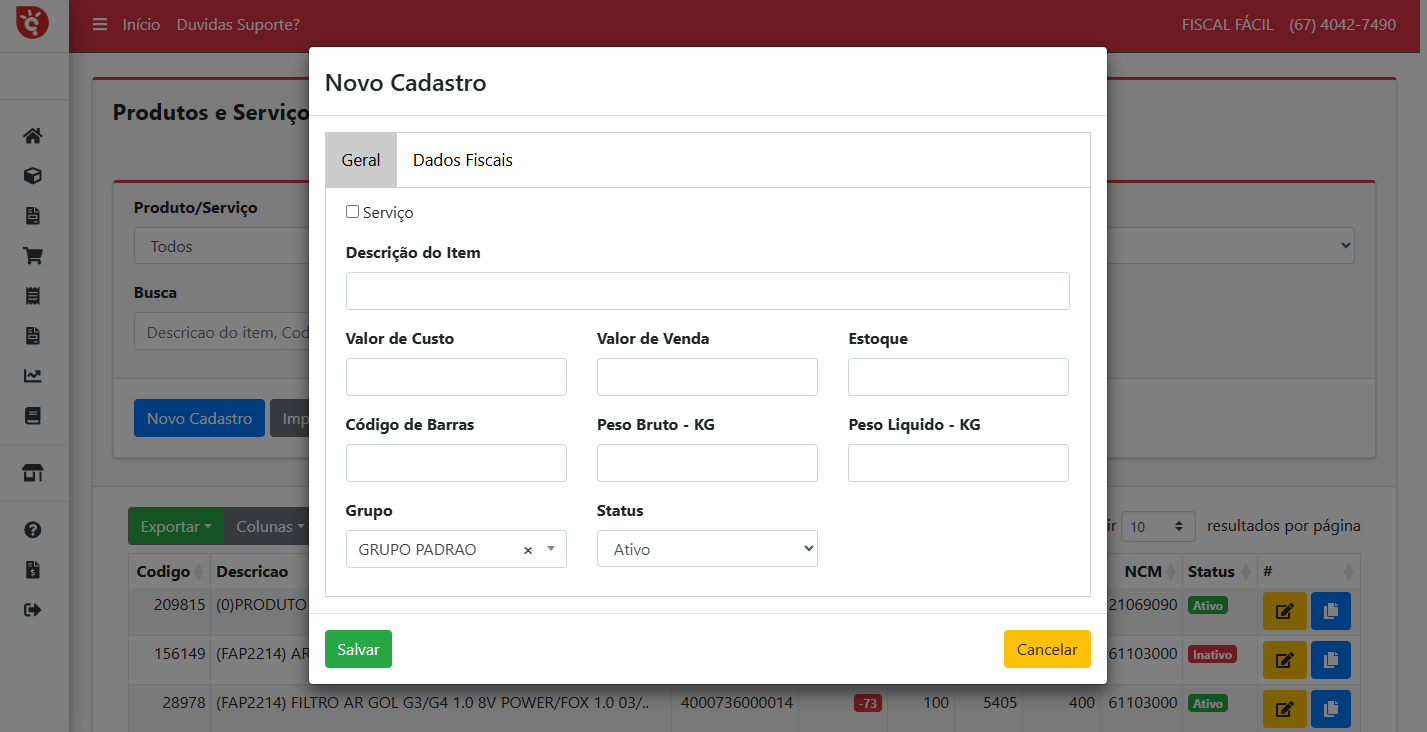 Início Duvidas Suporte? FISCAL FÁCIL (67) 4042-7490
Novo Cadastro
Produtos e Serviço
Geral Dados Fiscais
Serviço
Produto/Serviço
Todos
Descrição do Item
Busca
Descricao do item, Cod
Valor de Custo Valor de Venda Estoque
Novo Cadastro
Código de Barras Peso Bruto - KG Peso Liquido - KG
Grupo Status
GRUPO PADRAO × Ativo
Exportar Colunas 10 resultados por página
Codigo Descricao NCM Status #
209815 (0)PRODUTO 21069090 Ativo
Salvar Cancelar
156149 (FAP2214) 61103000 Inativo
28978 (FAP2214) FILTRO AR GOL G3/G4 1.0 8V POWER/FOX 1.0 03/.. 4000736000014 -73 100 5405 400 61103000 Ativo